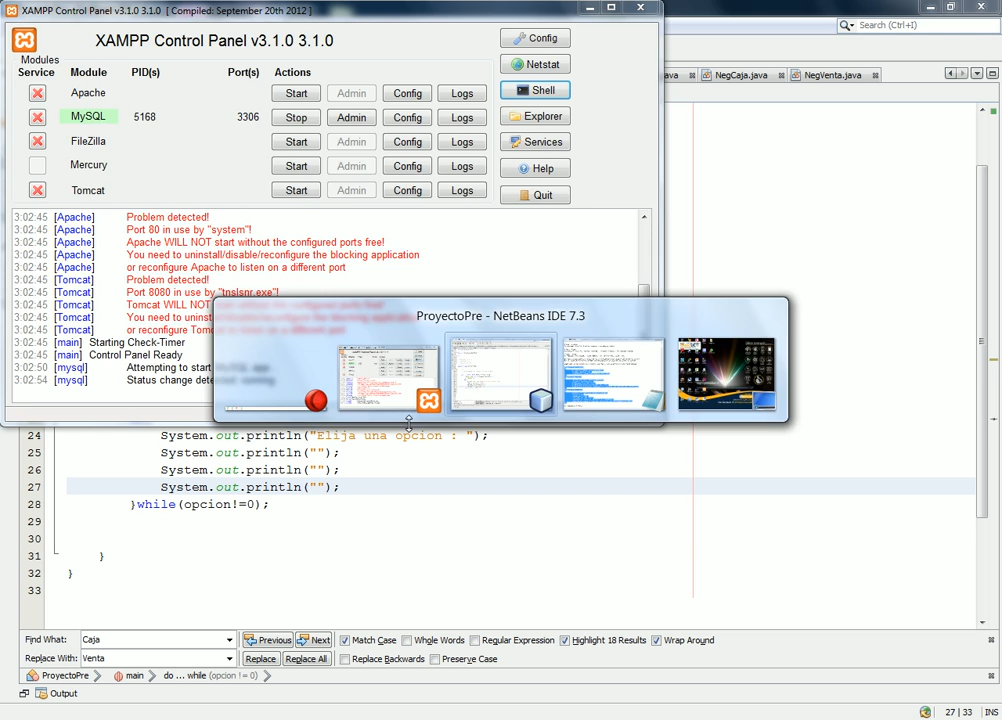 XAMPP Control Panel v3.1.0 3.1.0 [ Compiled: September 20th 2012 ]
XAMPP Control Panel v3.1.0 3.1.0
Modules
Service Module PID(s) Port(s) Actions
Apache Start Admin Config Logs
MySQL 5168 3306 Stop Admin Config Logs
FileZilla Start Admin Config Logs
Mercury Start Admin Config Logs
Tomcat Start Admin Config Logs
Config
Netstat
Shell
Explorer
Services
Help
Quit
3:02:45 [Apache] Problem detected!
3:02:45 [Apache] Port 80 in use by "system"!
3:02:45 [Apache] Apache WILL NOT start without the configured ports free!
3:02:45 [Apache] You need to uninstall/disable/reconfigure the blocking application
3:02:45 [Apache] or reconfigure Apache to listen on a different port
3:02:45 [Tomcat] Problem detected!
3:02:45 [Tomcat] Port 8080 in use by "tnslsnr.exe"!
3:02:45 [Tomcat] Tomcat WILL NOT
3:02:45 [Tomcat] You need to
3:02:45 [Tomcat] or reconfigure
3:02:45 [main] Starting Check-Timer
3:02:45 [main] Control Panel Ready
3:02:50 [mysql] Attempting to start
3:02:54 [mysql] Status change
Search (Ctrl+I)
ava
NegCaja.java
NegVenta.java
ProyectoPre - NetBeans IDE 7.3
24 System.out.println("Elija una opcion : ");
25 System.out.println("");
26 System.out.println("");
27 System.out.println("");
28 }while(opcion!=0);
29
30
31 }
32 }
33
Find What: Caja Previous Next Match Case Whole Words Regular Expression Highlight 18 Results Wrap Around
Replace With: Venta Replace Replace All Replace Backwards Preserve Case
ProyectoPre main do ... while (opcion != 0)
Output
27 | 33 INS